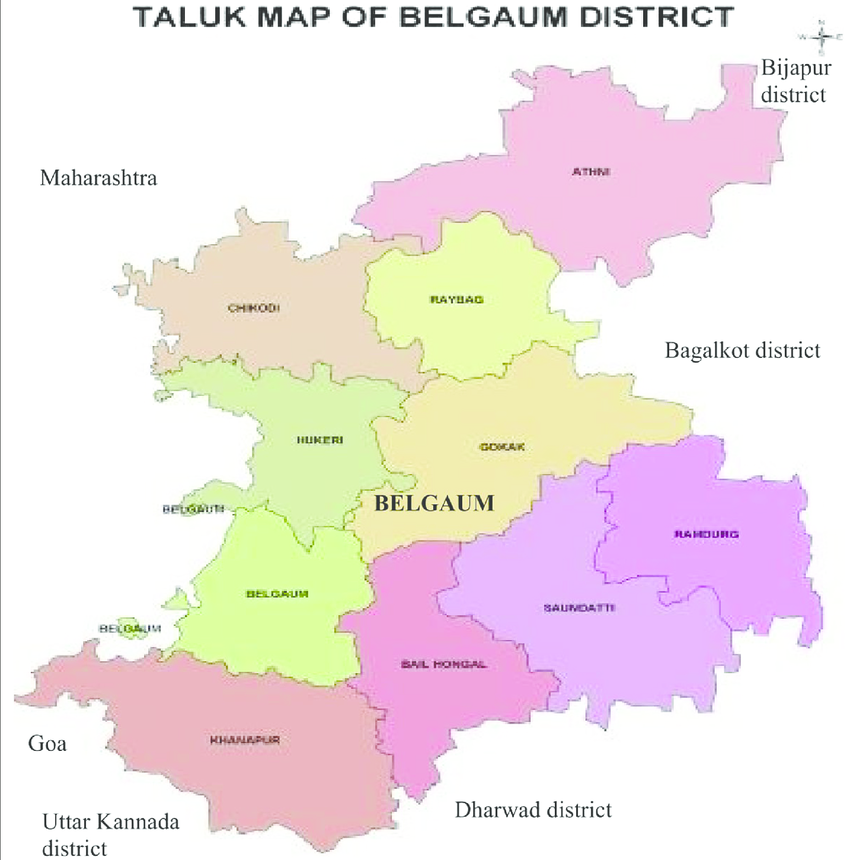 TALUK MAP OF BELGAUM DISTRICT
N
W E
S
Bijapur
district
ATHNI
Maharashtra
CHIKODI
RAYBAG
Bagalkot district
HUKERI
GOKAK
BELGAUM
BELGAUM
RAMDURG
BELGAUM
SAUNDATTI
BELGAUM
BAIL HONGAL
KHANAPUR
Goa
Dharwad district
Uttar Kannada
district